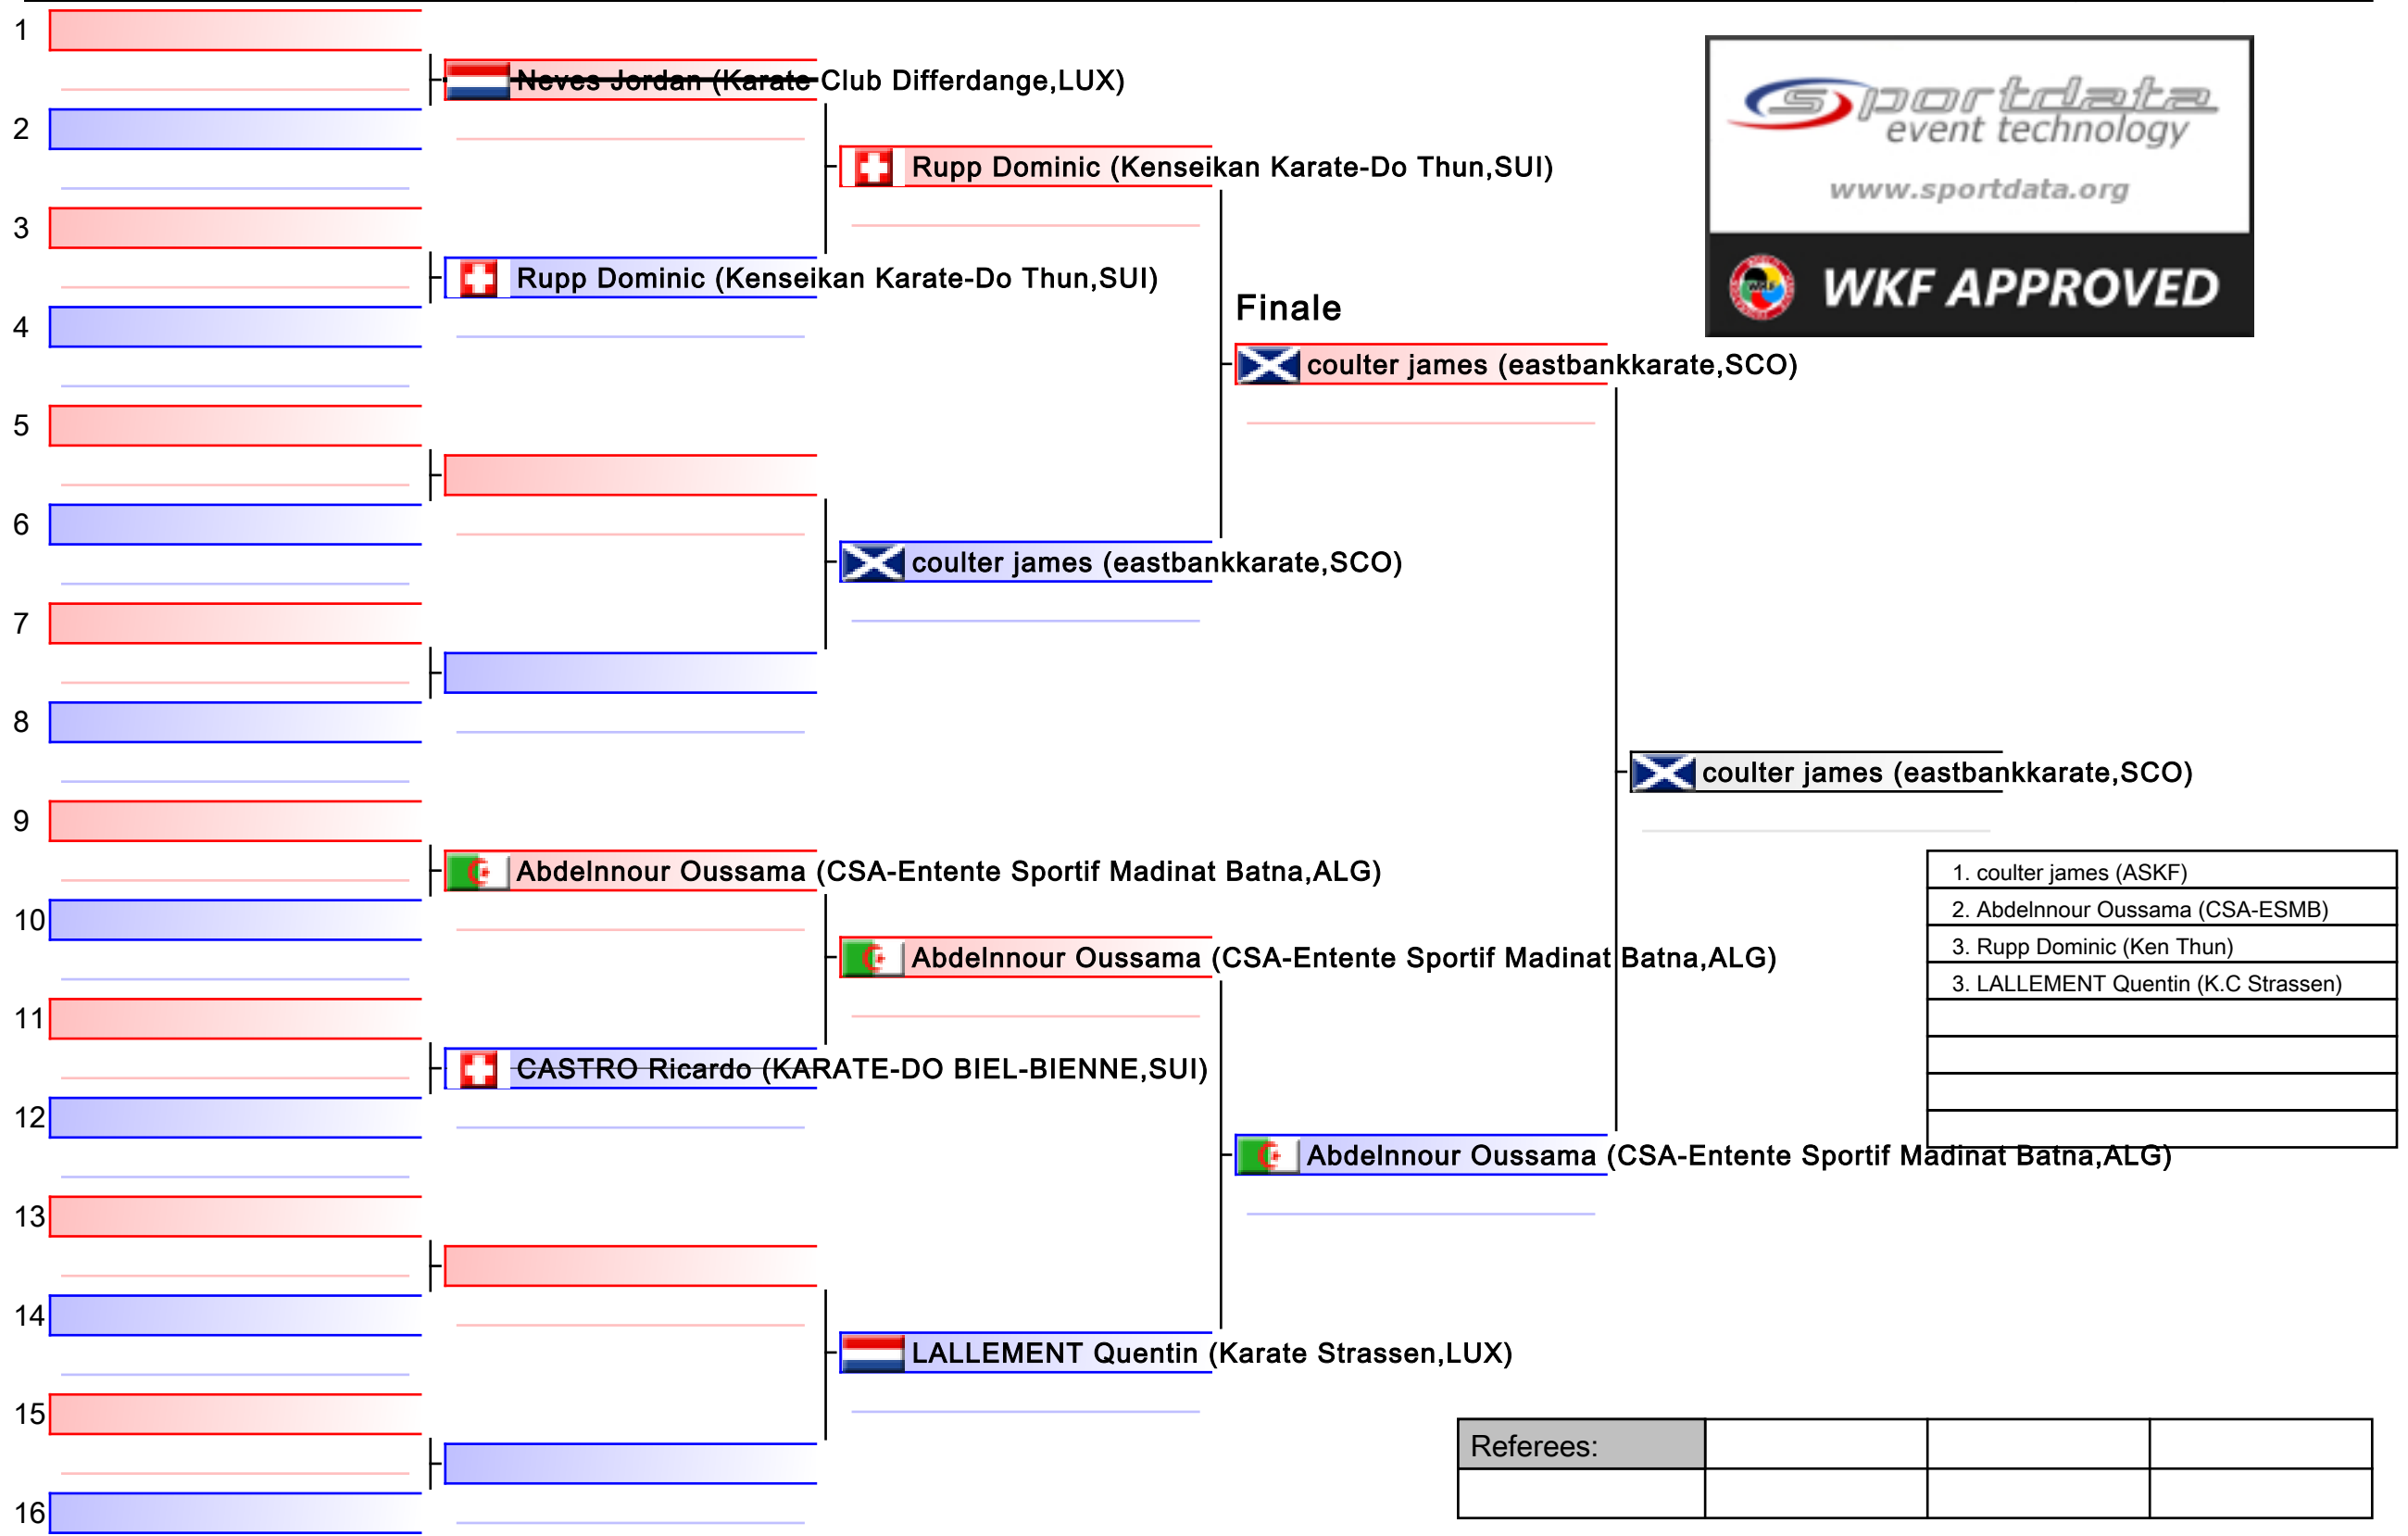 1
Neves Jordan (Karate Club Differdange,LUX)
2
Rupp Dominic (Kenseikan Karate-Do Thun,SUI)
3
Rupp Dominic (Kenseikan Karate-Do Thun,SUI)
4
Finale
coulter james (eastbankkarate,SCO)
5
6
coulter james (eastbankkarate,SCO)
7
8
coulter james (eastbankkarate,SCO)
9
Abdelnnour Oussama (CSA-Entente Sportif Madinat Batna,ALG)
10
Abdelnnour Oussama (CSA-Entente Sportif Madinat Batna,ALG)
11
CASTRO Ricardo (KARATE-DO BIEL-BIENNE,SUI)
12
Abdelnnour Oussama (CSA-Entente Sportif Madinat Batna,ALG)
13
14
LALLEMENT Quentin (Karate Strassen,LUX)
15
16
sportdata
event technology
www.sportdata.org
WKF
WKF APPROVED
1. coulter james (ASKF)
2. Abdelnnour Oussama (CSA-ESMB)
3. Rupp Dominic (Ken Thun)
3. LALLEMENT Quentin (K.C Strassen)
Referees: